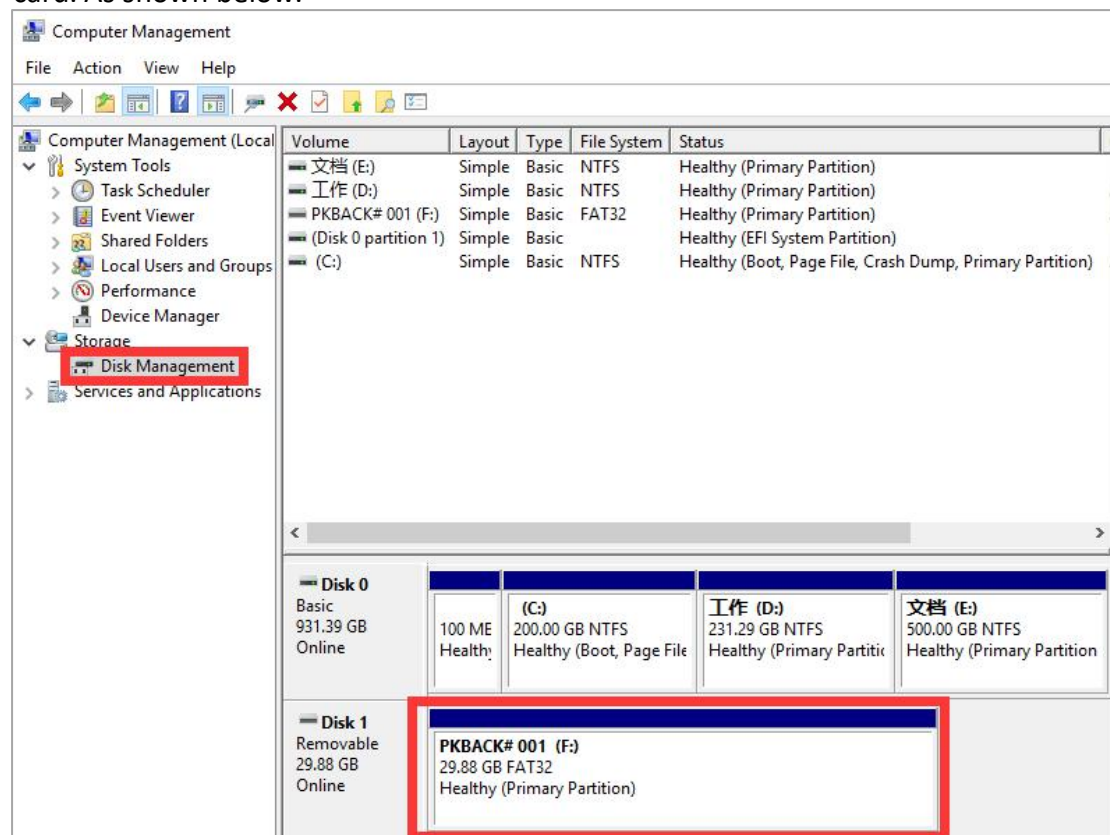 card. As shown below.
Computer Management
File Action View Help
Computer Management (Local
System Tools
Task Scheduler
Event Viewer
Shared Folders
Local Users and Groups
Performance
Device Manager
Storage
Disk Management
Services and Applications
Volume Layout Type File System Status
文档 (E:) Simple Basic NTFS Healthy (Primary Partition)
工作 (D:) Simple Basic NTFS Healthy (Primary Partition)
PKBACK# 001 (F:) Simple Basic FAT32 Healthy (Primary Partition)
(Disk 0 partition 1) Simple Basic Healthy (EFI System Partition)
(C:) Simple Basic NTFS Healthy (Boot, Page File, Crash Dump, Primary Partition)
Disk 0
Basic
931.39 GB
Online
100 ME
Healthy
(C:)
200.00 GB NTFS
Healthy (Boot, Page File
工作 (D:)
231.29 GB NTFS
Healthy (Primary Partitic
文档 (E:)
500.00 GB NTFS
Healthy (Primary Partition
Disk 1
Removable
29.88 GB
Online
PKBACK# 001 (F:)
29.88 GB FAT32
Healthy (Primary Partition)